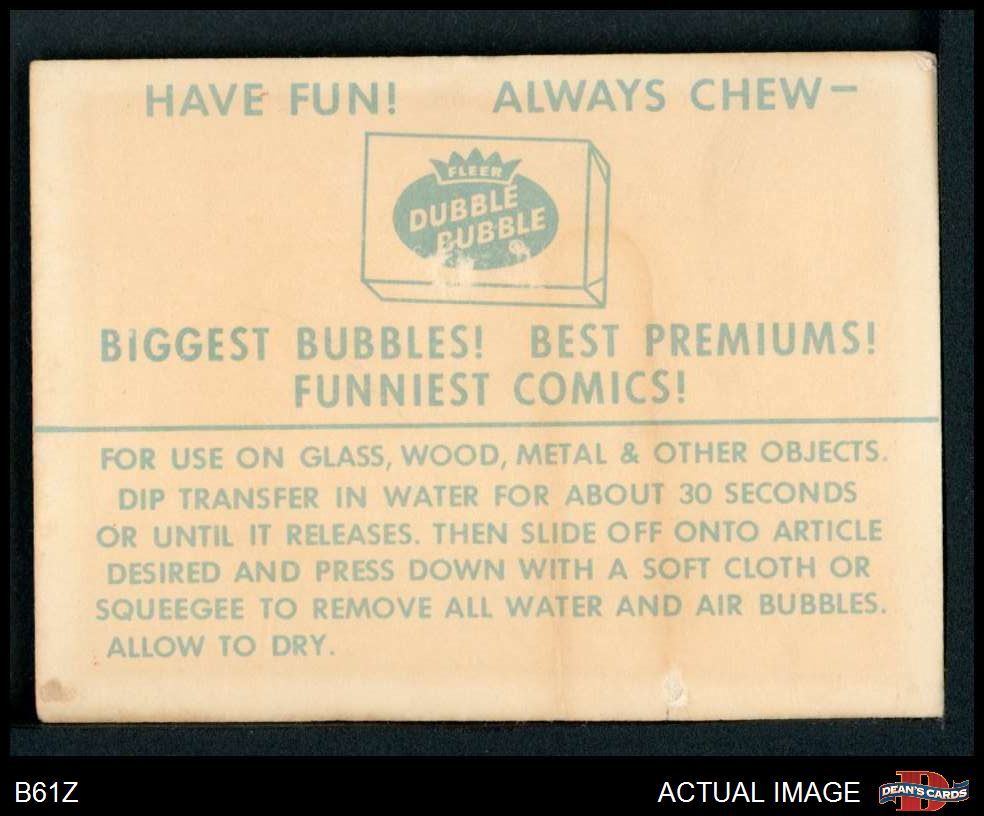 HAVE FUN! ALWAYS CHEW—
FLEER
DUBBLE
BUBBLE
BIGGEST BUBBLES! BEST PREMIUMS!
FUNNIEST COMICS!
FOR USE ON GLASS, WOOD, METAL & OTHER OBJECTS.
DIP TRANSFER IN WATER FOR ABOUT 30 SECONDS
OR UNTIL IT RELEASES. THEN SLIDE OFF ONTO ARTICLE
DESIRED AND PRESS DOWN WITH A SOFT CLOTH OR
SQUEEGEE TO REMOVE ALL WATER AND AIR BUBBLES.
ALLOW TO DRY.
B61Z ACTUAL IMAGE
D
DEAN'S CARDS